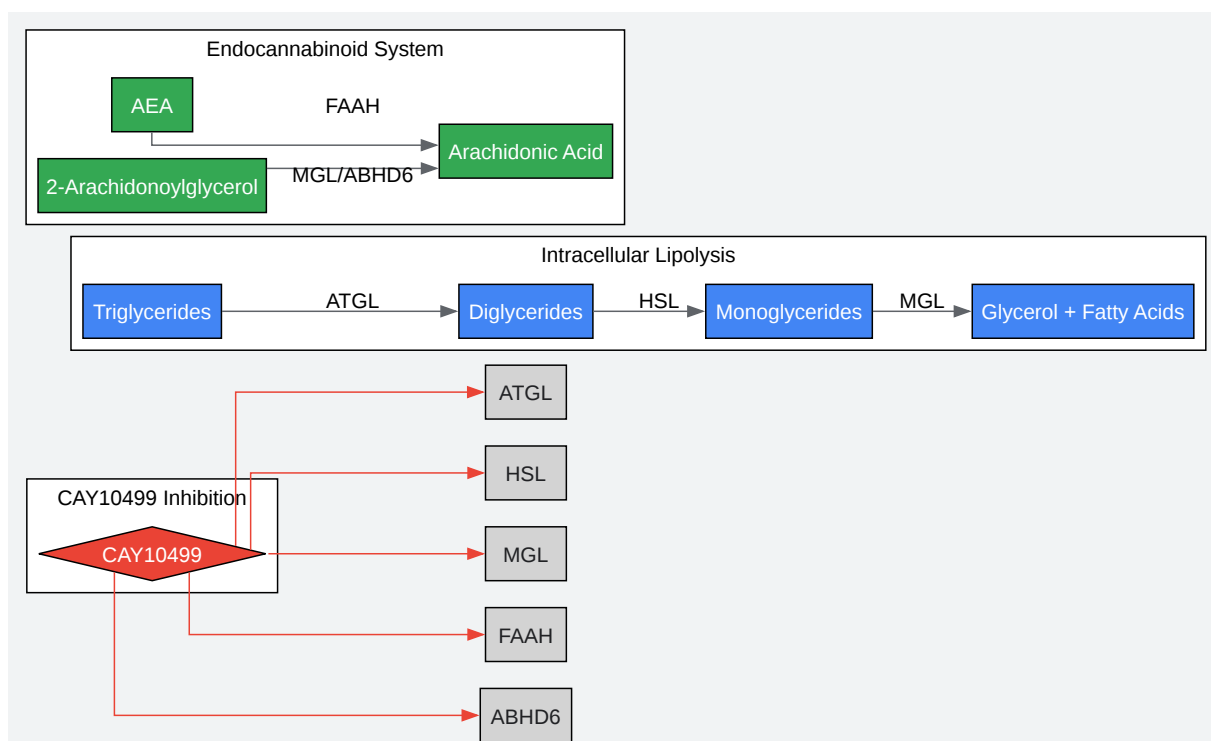 Endocannabinoid System
AEA
FAAH
Arachidonic Acid
2-Arachidonoylglycerol
MGL/ABHD6
Intracellular Lipolysis
Triglycerides
ATGL
Diglycerides
HSL
Monoglycerides
MGL
Glycerol + Fatty Acids
ATGL
HSL
CAY10499 Inhibition
CAY10499
MGL
FAAH
ABHD6